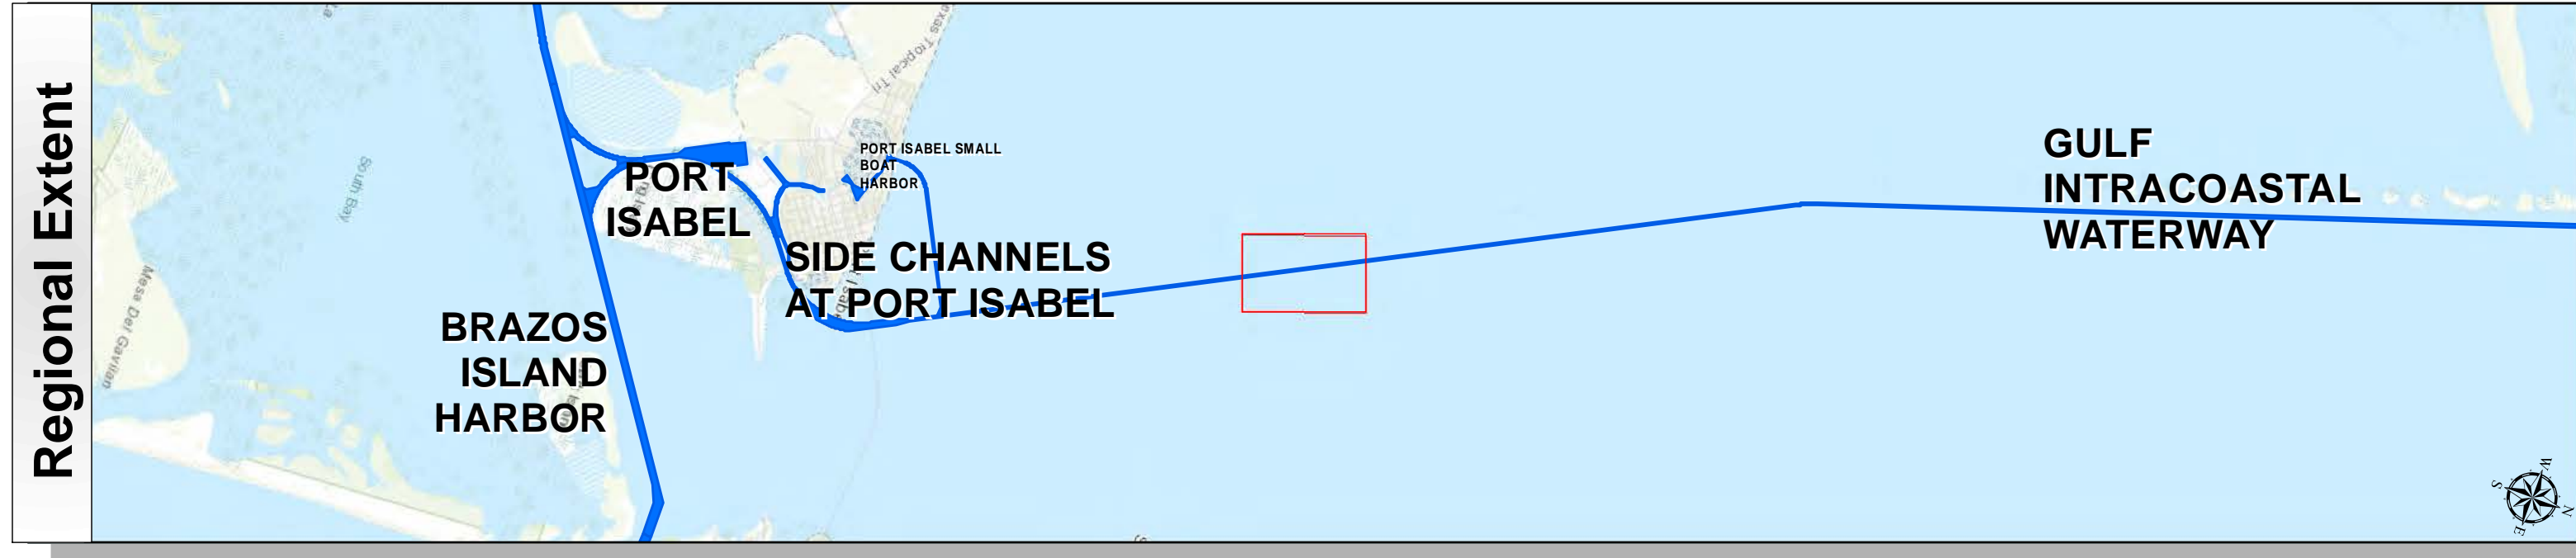 Regional Extent
exas Tropical Trl
South Bay
Mesa Del Gavilan
PORT
ISABEL
PORT ISABEL SMALL
BOAT
HARBOR
SIDE CHANNELS
AT PORT ISABEL
BRAZOS
ISLAND
HARBOR
GULF
INTRACOASTAL
WATERWAY
W
S
N
E